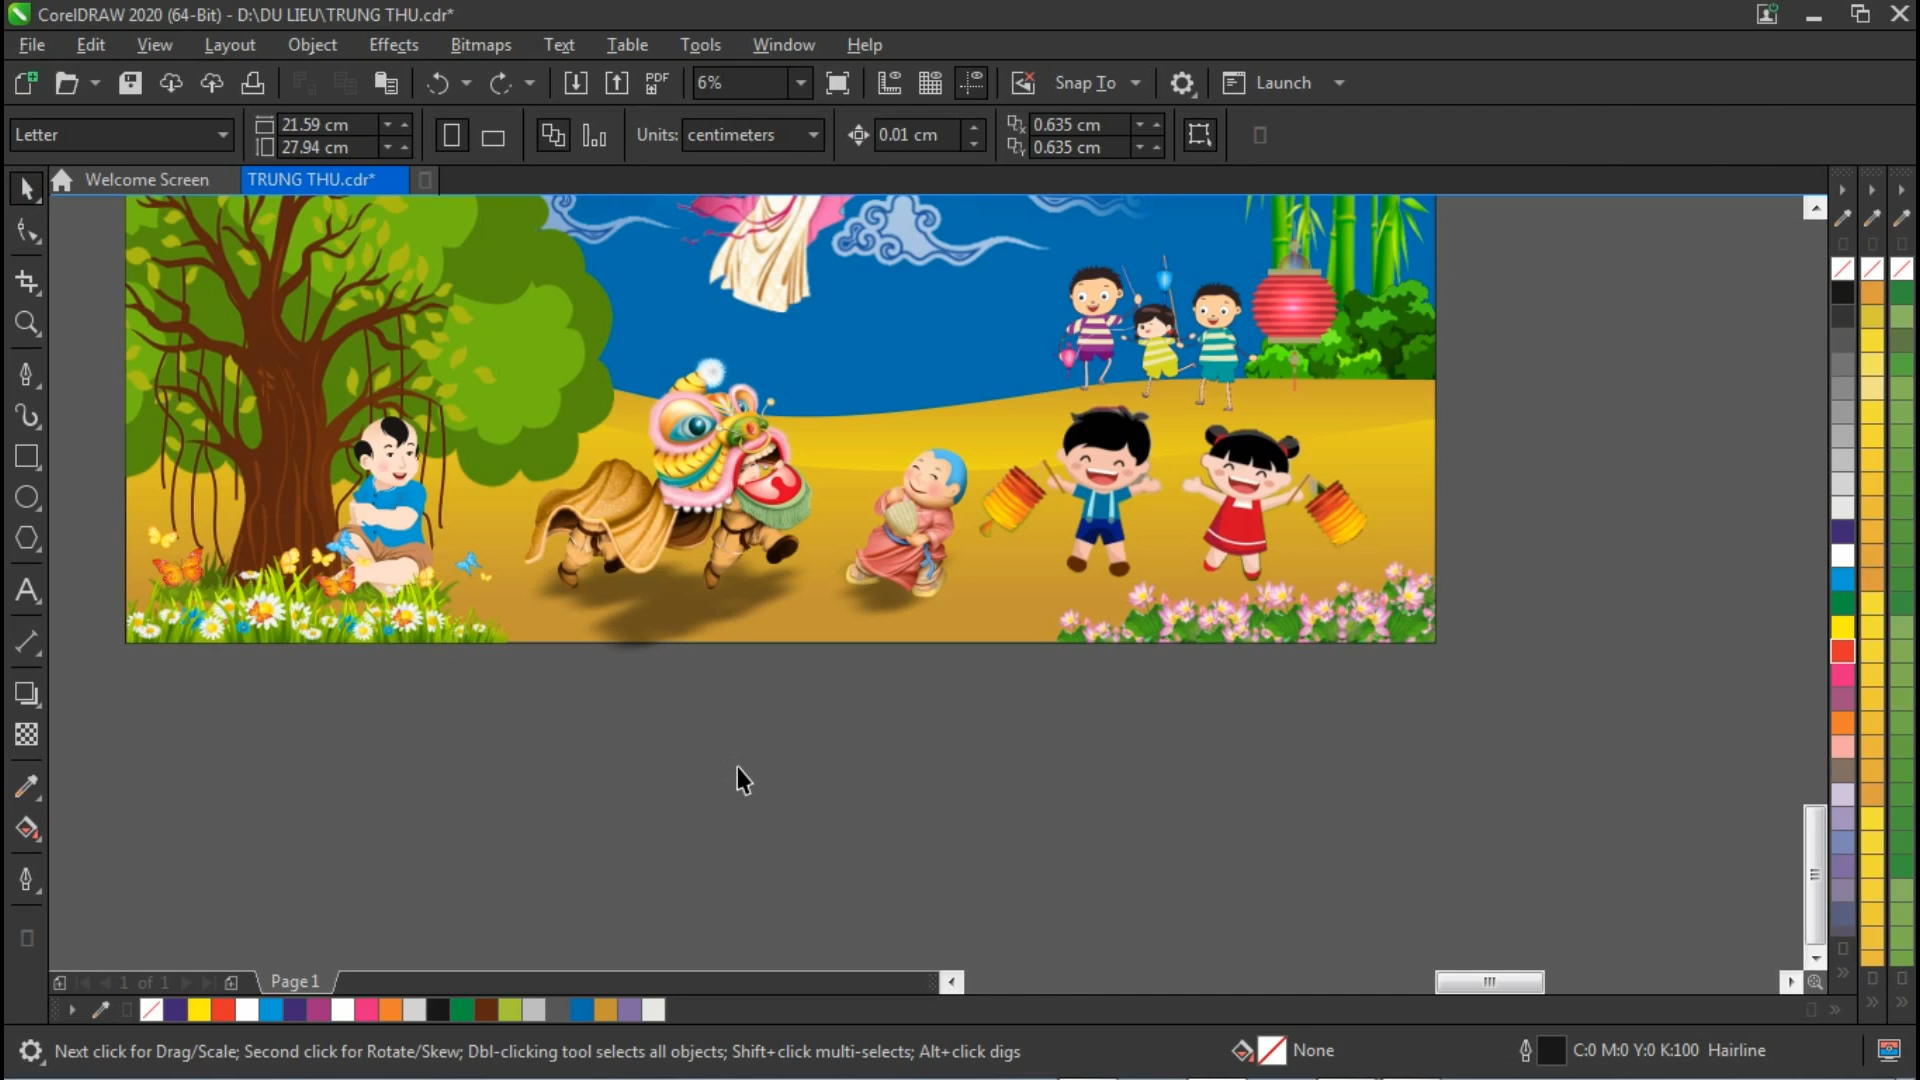 CorelDRAW 2020 (64-Bit) - D:\DU LIEU\TRUNG THU.cdr*
File Edit View Layout Object Effects Bitmaps Text Table Tools Window Help
PDF 6% Snap To Launch
Letter 21.59 cm 27.94 cm Units: centimeters 0.01 cm 0.635 cm 0.635 cm
Welcome Screen TRUNG THU.cdr*
1 of 1 Page1
Next click for Drag/Scale; Second click for Rotate/Skew; Dbl-clicking tool selects all objects; Shift+click multi-selects; Alt+click digs None C:0 M:0 Y:0 K:100 Hairline